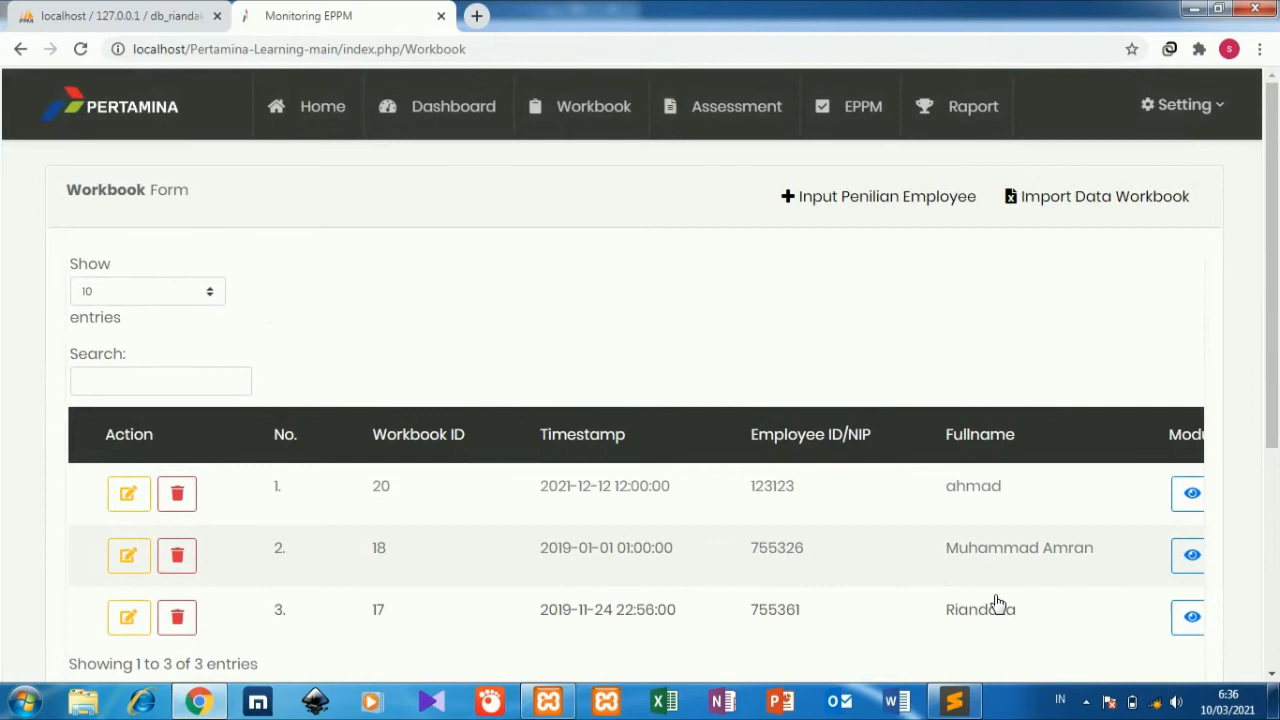 localhost / 127.0.0.1 / db_rianda
Monitoring EPPM
localhost/Pertamina-Learning-main/index.php/Workbook
S
PERTAMINA
Home
Dashboard
Workbook
Assessment
EPPM
Raport
Setting
Workbook Form
Input Penilian Employee
Import Data Workbook
Show
10
entries
Search:
Action No. Workbook ID Timestamp Employee ID/NIP Fullname Modu
1. 20 2021-12-12 12:00:00 123123 ahmad
2. 18 2019-01-01 01:00:00 755326 Muhammad Amran
3. 17 2019-11-24 22:56:00 755361
Showing 1 to 3 of 3 entries
IN
6:36
10/03/2021